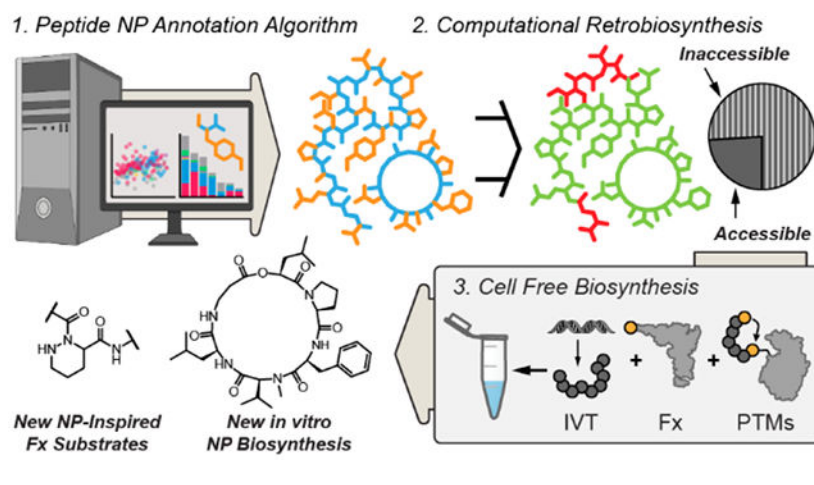 1. Peptide NP Annotation Algorithm
2. Computational Retrobiosynthesis
Inaccessible
Accessible
3. Cell Free Biosynthesis
IVT
+
Fx
+
PTMs
O
O
N
HN
N
H
New NP-Inspired
Fx Substrates
O
O
O
N
HN
O
O
NH
HN
O
N
O
New in vitro
NP Biosynthesis